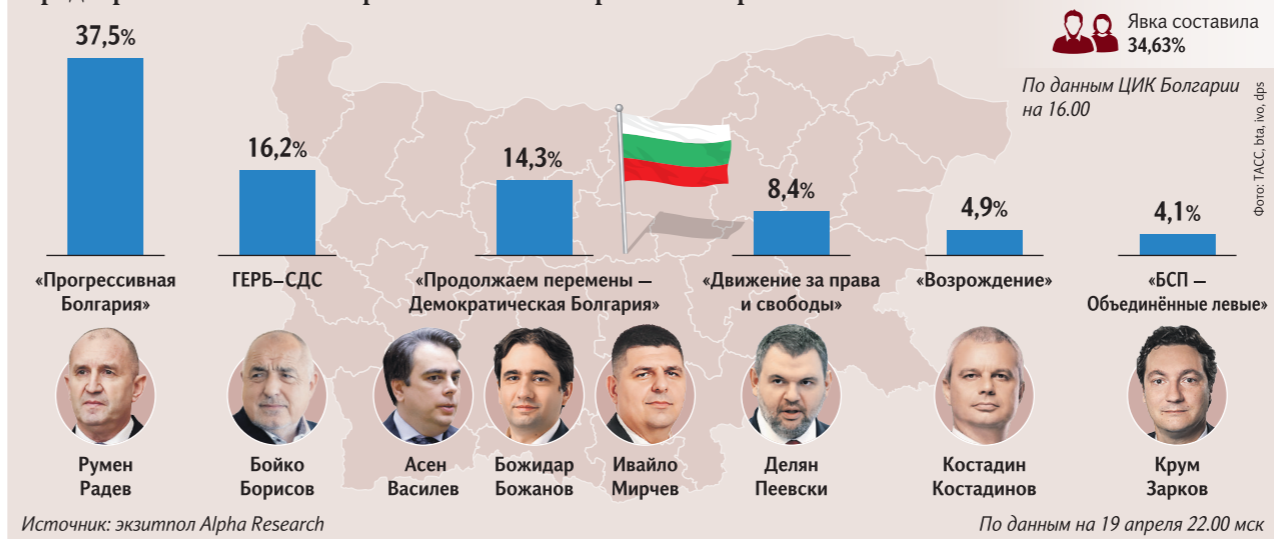 Явка составила
34,63%
По данным ЦИК Болгарии
на 16.00
Фото: ТАСС, bta, ivo, dps
37,5%
16,2%
14,3%
8,4%
4,9%
4,1%
«Прогрессивная
Болгария»
ГЕРБ–СДС
«Продолжаем перемены –
Демократическая Болгария»
«Движение за права
и свободы»
«Возрождение»
«БСП –
Объединённые левые»
Румен
Радев
Бойко
Борисов
Асен
Василев
Божидар
Божанов
Ивайло
Мирчев
Делян
Пеевски
Костадин
Костадинов
Крум
Зарков
Источник: экзитпол Alpha Research
По данным на 19 апреля 22.00 мск